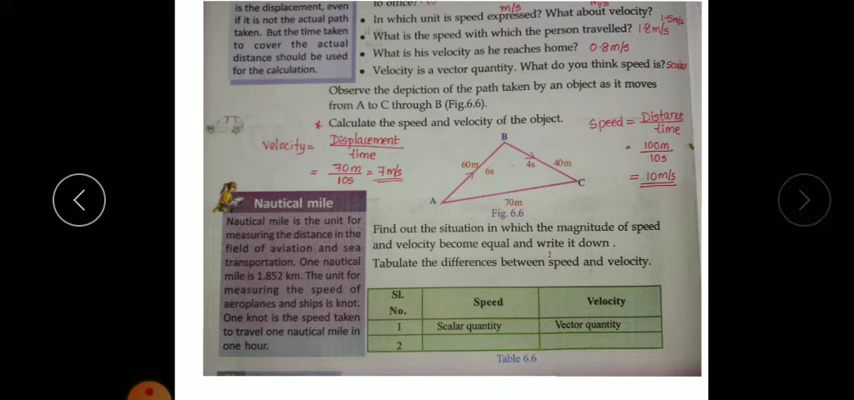 is the displacement, even
if it is not the actual path
taken. But the time taken
to cover the actual
distance should be used
for the calculation.
to office?
m/s
• In which unit is speed expressed? What about velocity?
1.5m/s
• What is the speed with which the person travelled? 1.8m/s
• What is his velocity as he reaches home? 0.8m/s
• Velocity is a vector quantity. What do you think speed is? Scalar
Observe the depiction of the path taken by an object as it moves
from A to C through B (Fig.6.6).
* Calculate the speed and velocity of the object.
Velocity = Displacement
time
= 70m
10s
= 7m/s
B
60m
6s
4s
40m
A
C
70m
Fig. 6.6
Speed = Distance
time
= 100m
10s
= 10m/s
Nautical mile
Nautical mile is the unit for
measuring the distance in the
field of aviation and sea
transportation. One nautical
mile is 1.852 km. The unit for
measuring the speed of
aeroplanes and ships is knot.
One knot is the speed taken
to travel one nautical mile in
one hour.
Find out the situation in which the magnitude of speed
and velocity become equal and write it down .
Tabulate the differences between speed and velocity.
Sl.
No.
Speed
Velocity
1
Scalar quantity
Vector quantity
2
Table 6.6